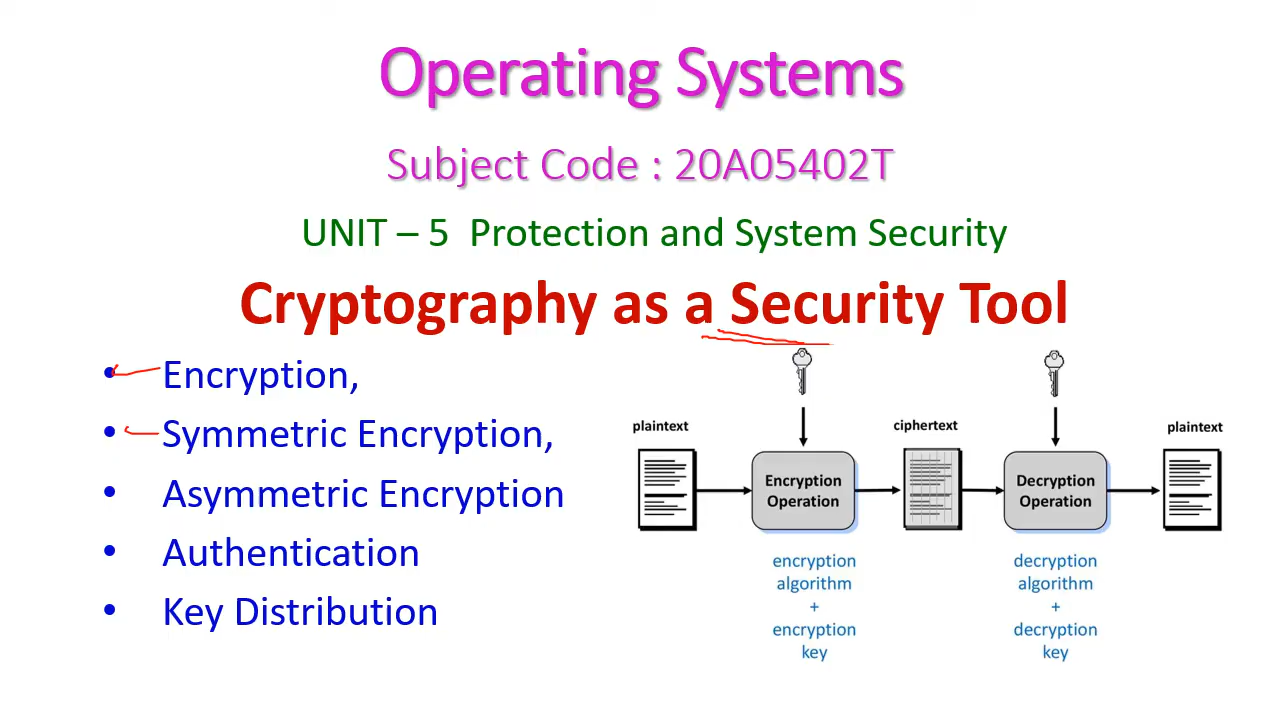 Operating Systems
Subject Code : 20A05402T
UNIT – 5 Protection and System Security
Cryptography as a Security Tool
• Encryption,
• Symmetric Encryption,
• Asymmetric Encryption
• Authentication
• Key Distribution
plaintext
Encryption
Operation
ciphertext
Decryption
Operation
plaintext
encryption
algorithm
+
encryption
key
decryption
algorithm
+
decryption
key